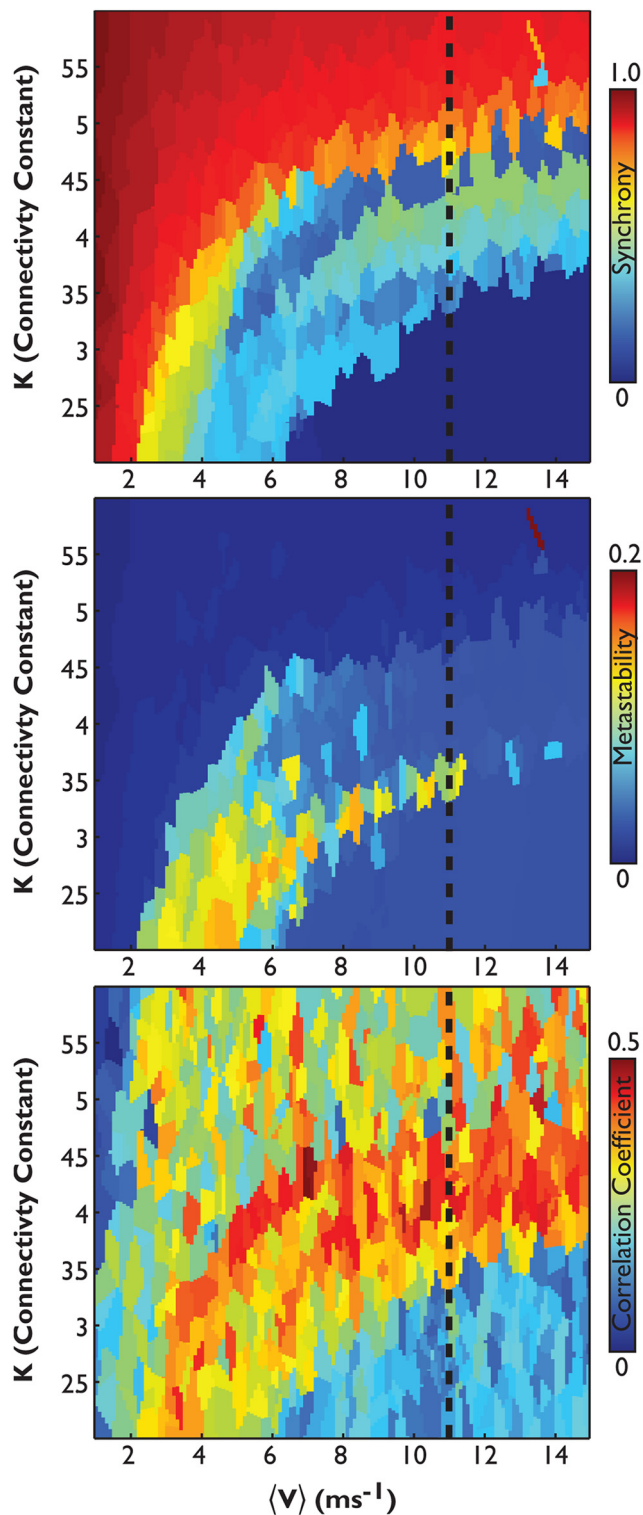 K (Connectivty Constant)
55
5
45
4
35
3
25
2 4 6 8 10 12 14
1.0
Synchrony
0
K (Connectivty Constant)
55
5
45
4
35
3
25
2 4 6 8 10 12 14
0.2
Metastability
0
K (Connectivty Constant)
55
5
45
4
35
3
25
2 4 6 8 10 12 14
0.5
Correlation Coefficient
0
⟨V⟩ (ms⁻¹)